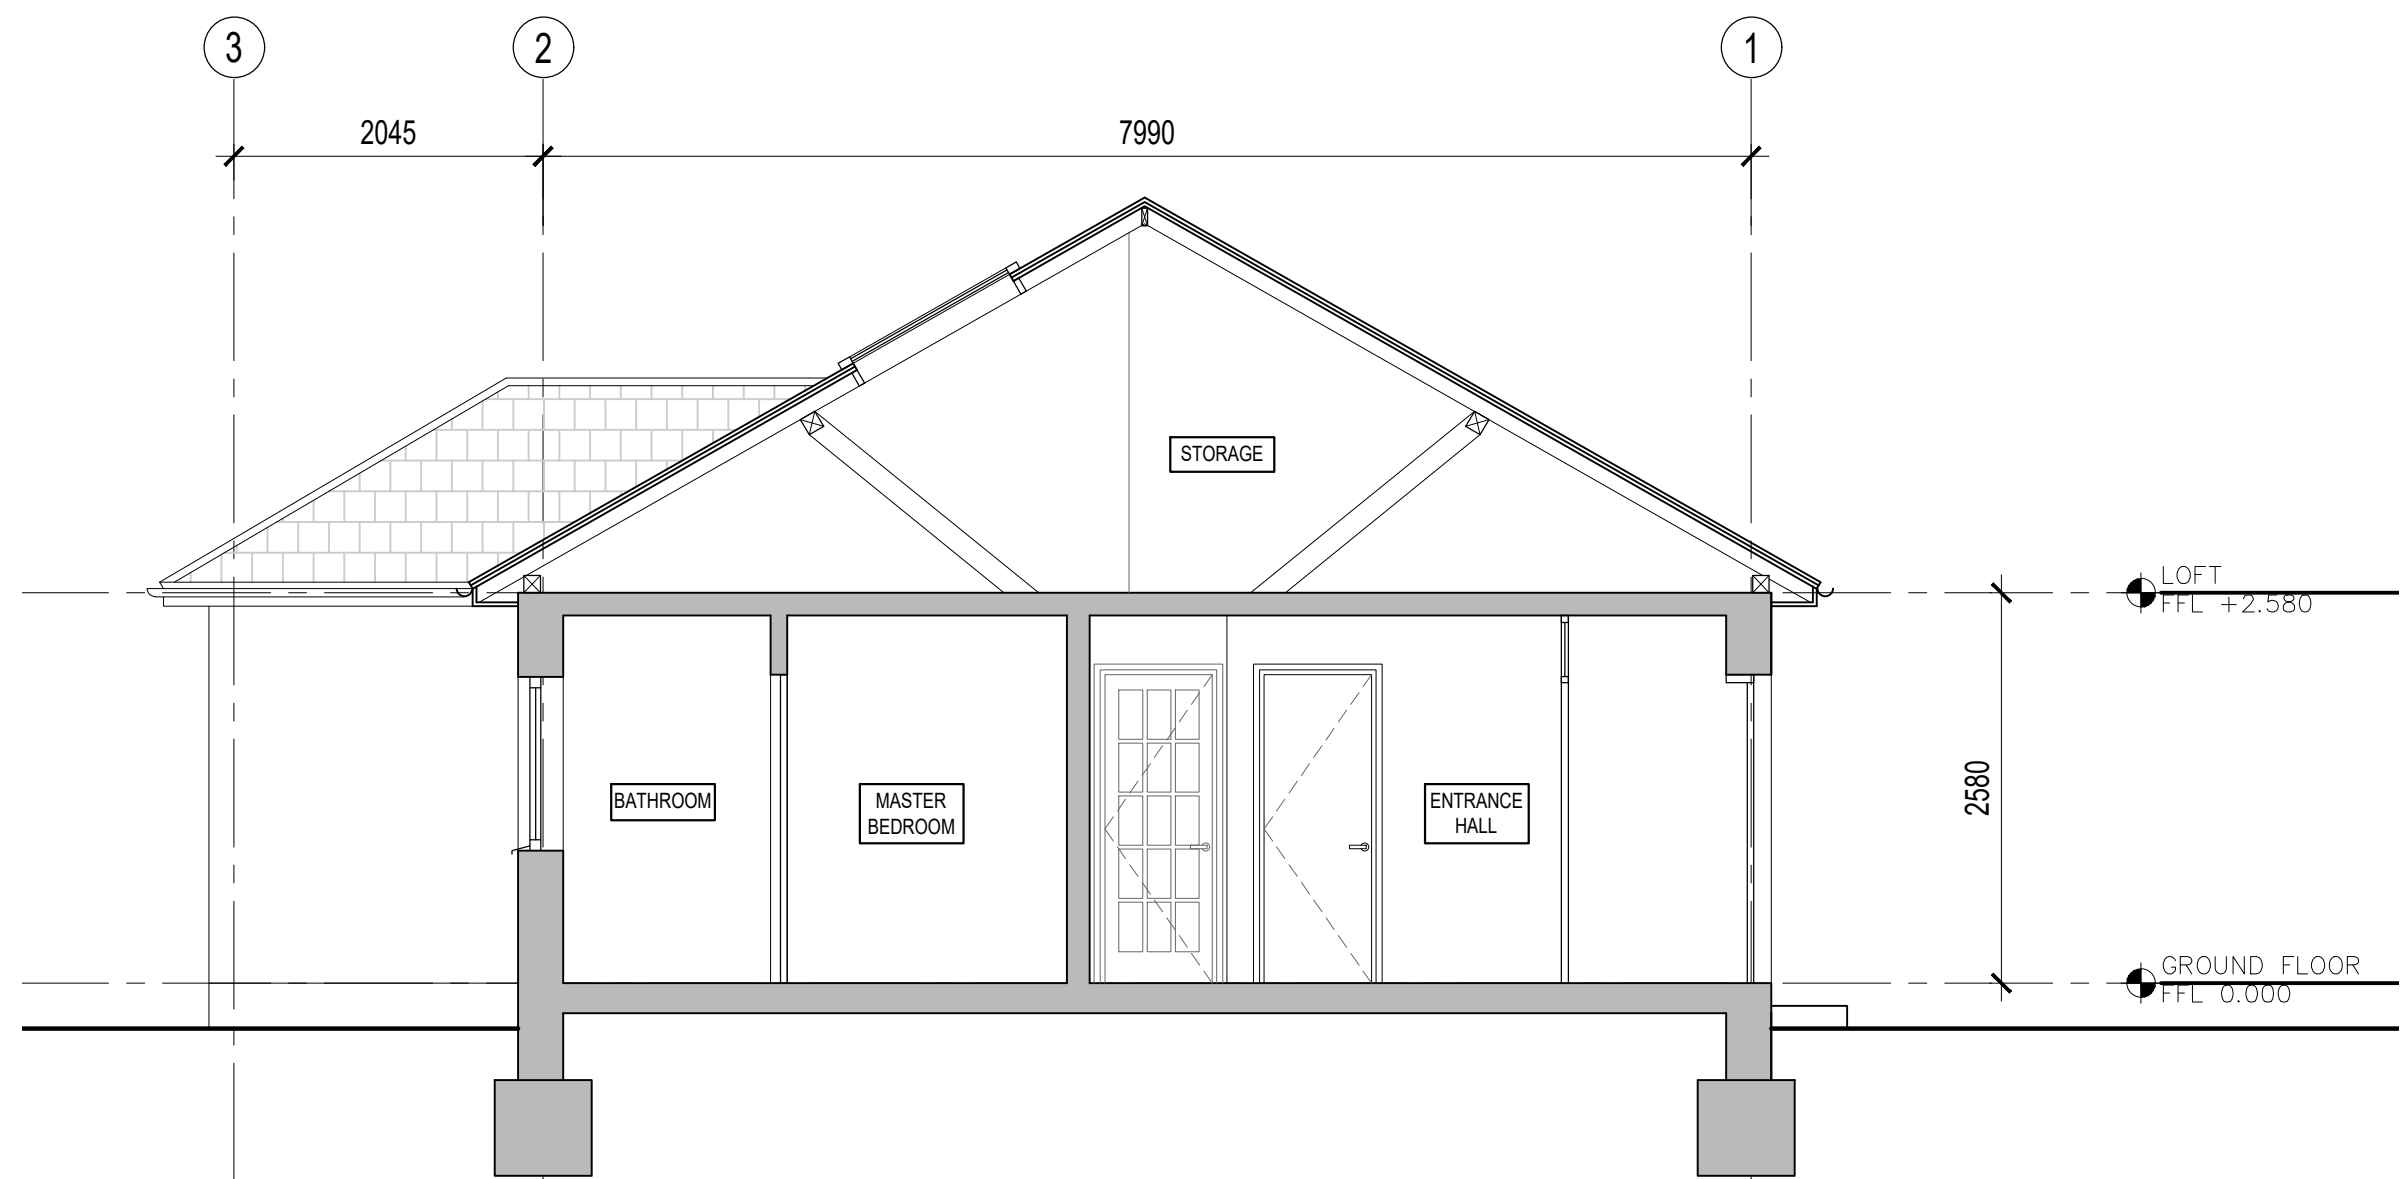 3
2
1
2045
7990
STORAGE
LOFT
FFL +2.580
BATHROOM
MASTER
BEDROOM
ENTRANCE
HALL
2580
GROUND FLOOR
FFL 0.000